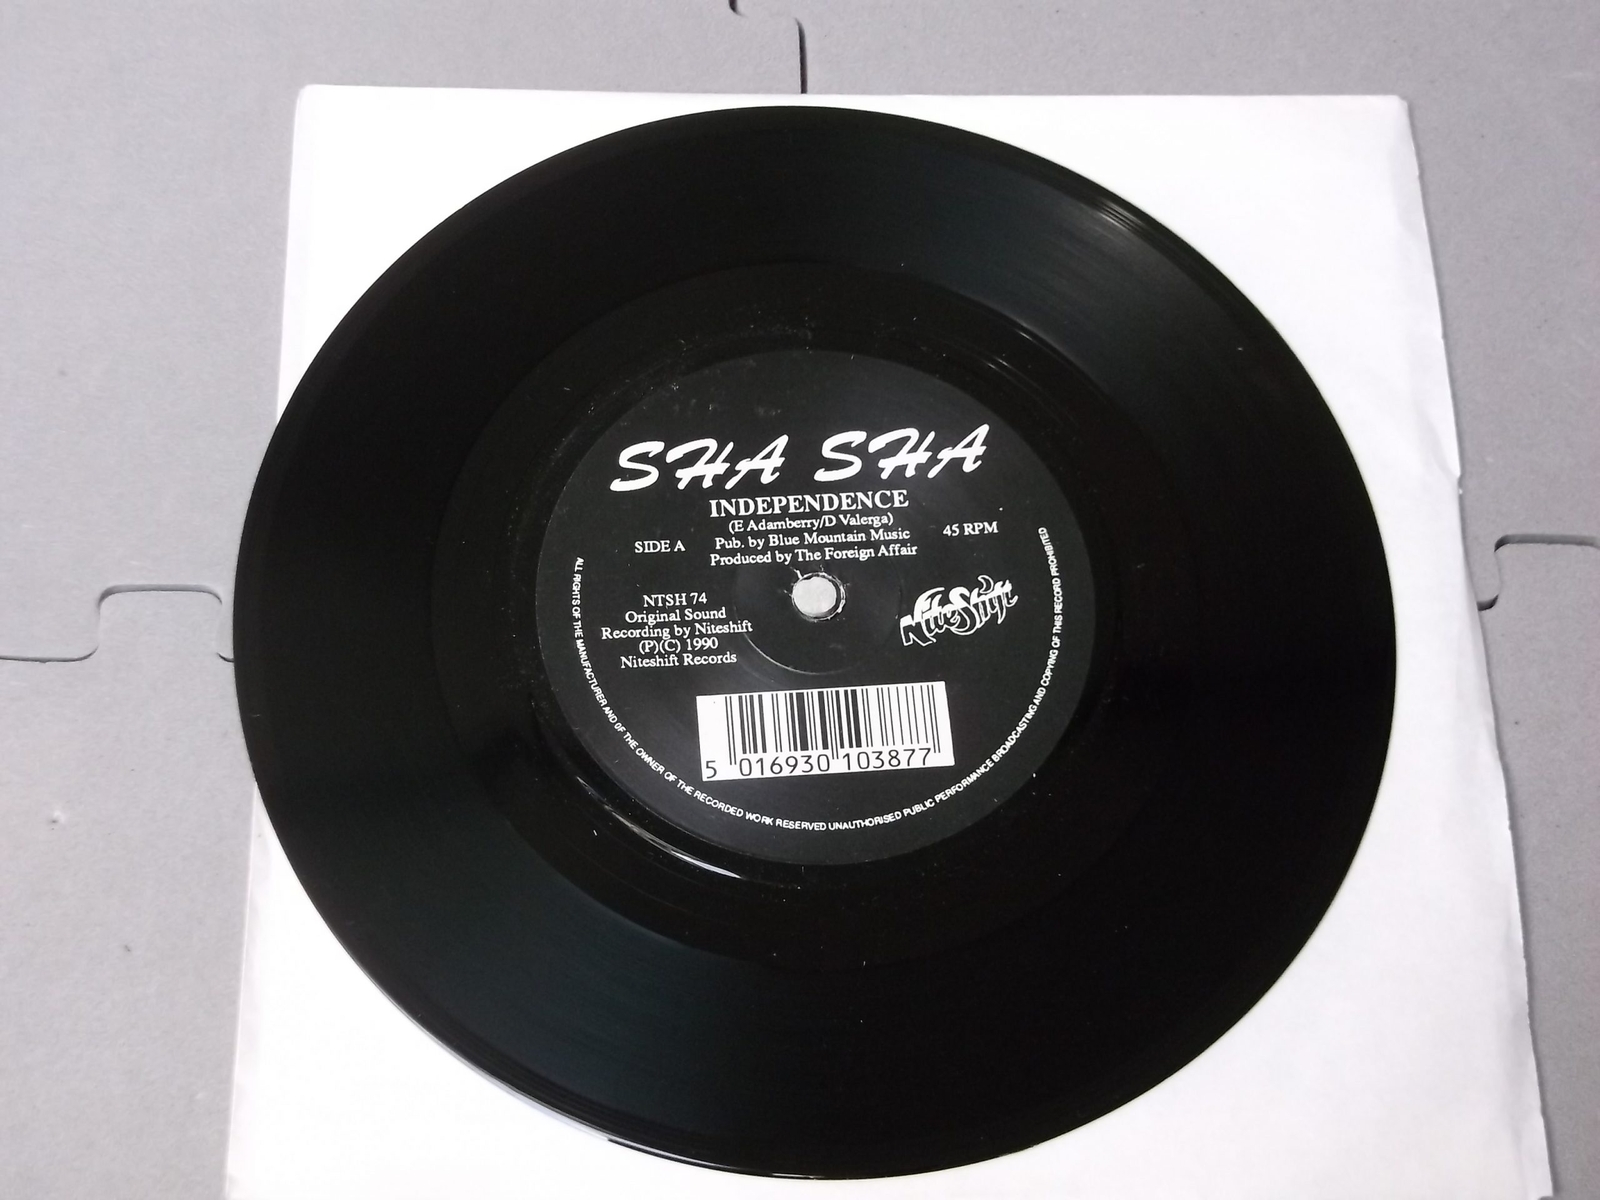 SHA SHA
INDEPENDENCE
(E Adamberry/D Valerga)
Pub. by Blue Mountain Music
Produced by The Foreign Affair
SIDE A
45 RPM
NTSH 74
Original Sound
Recording by Niteshift
(P)(C) 1990
Niteshift Records
NiteShift
5 016930 103877
ALL RIGHTS OF THE MANUFACTURER AND OF THE OWNER OF THE RECORDED WORK RESERVED UNAUTHORISED PUBLIC PERFORMANCE BROADCASTING AND COPYING OF THIS RECORD PROHIBITED